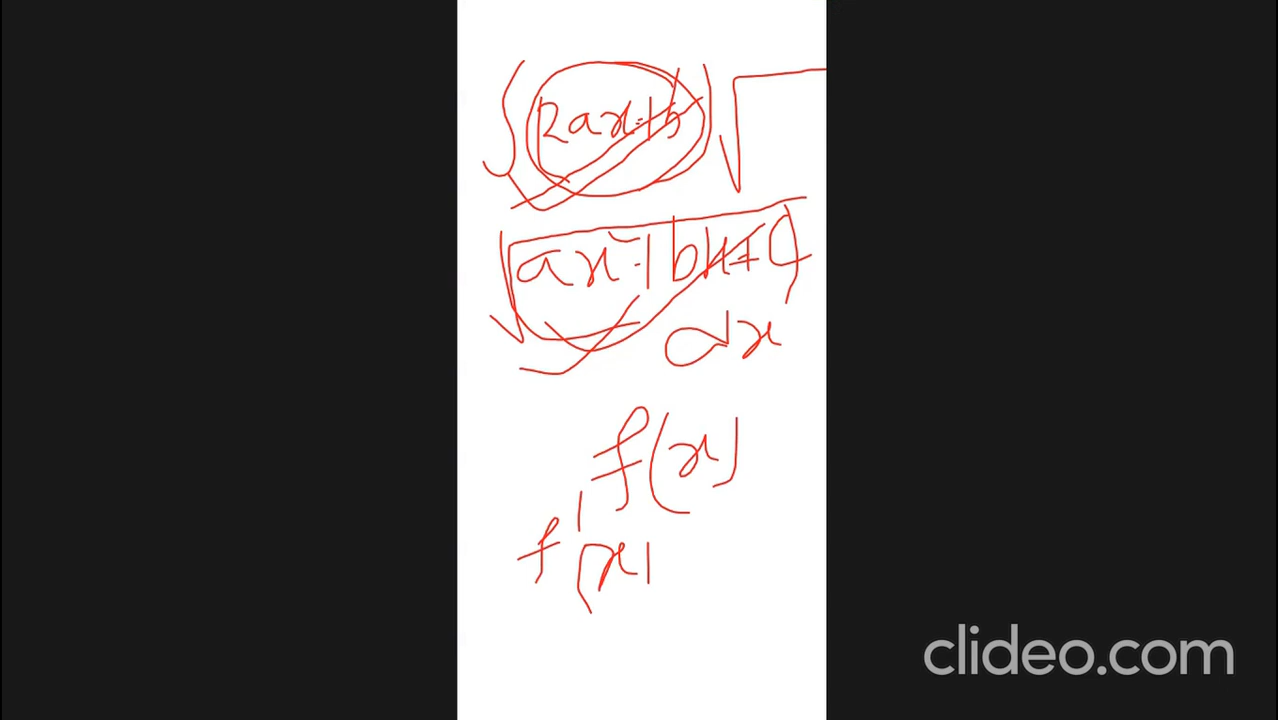 ∫(2ax+b)√
√ax²+bx+c
dx
f(x)
f'(x)
clideo.com